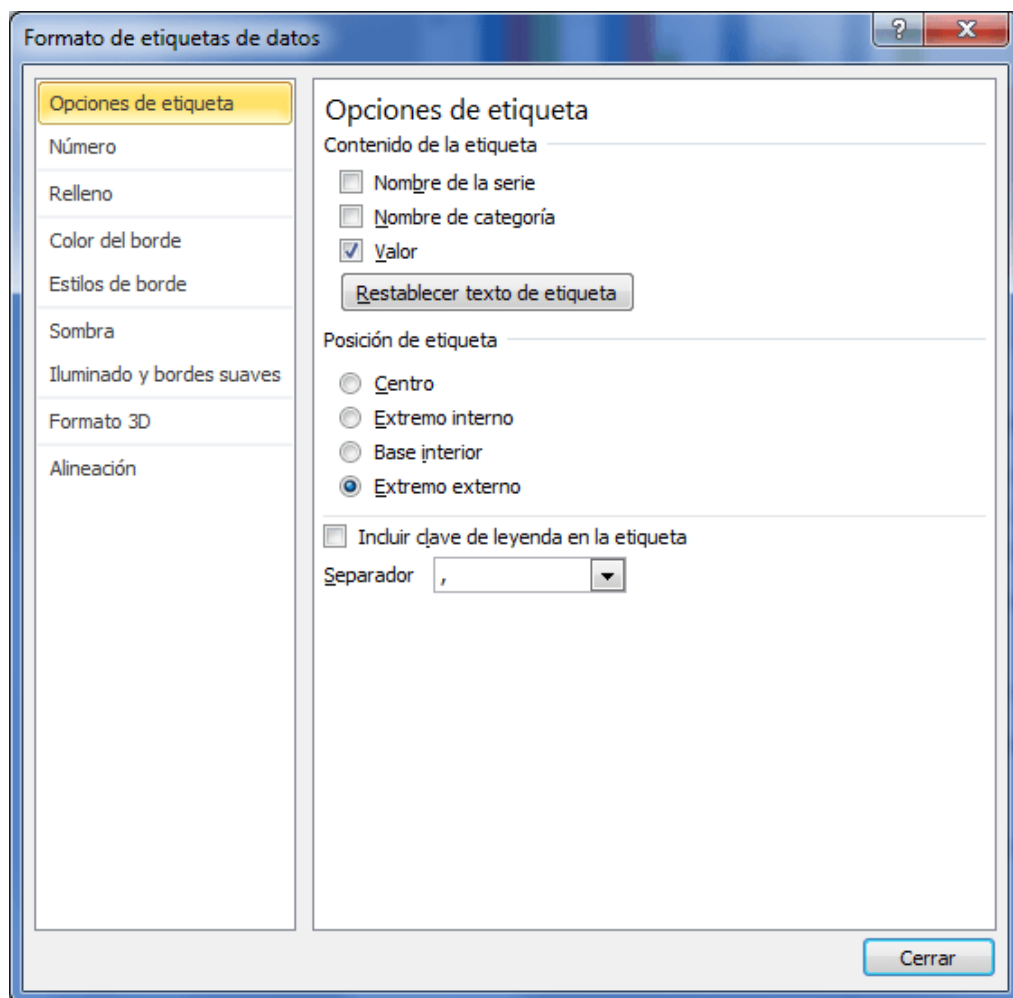 Formato de etiquetas de datos
?
X
Opciones de etiqueta
Número
Relleno
Color del borde
Estilos de borde
Sombra
Iluminado y bordes suaves
Formato 3D
Alineación
Opciones de etiqueta
Contenido de la etiqueta
Nombre de la serie
Nombre de categoría
Valor
Restablecer texto de etiqueta
Posición de etiqueta
Centro
Extremo interno
Base interior
Extremo externo
Incluir clave de leyenda en la etiqueta
Separador ,
Cerrar